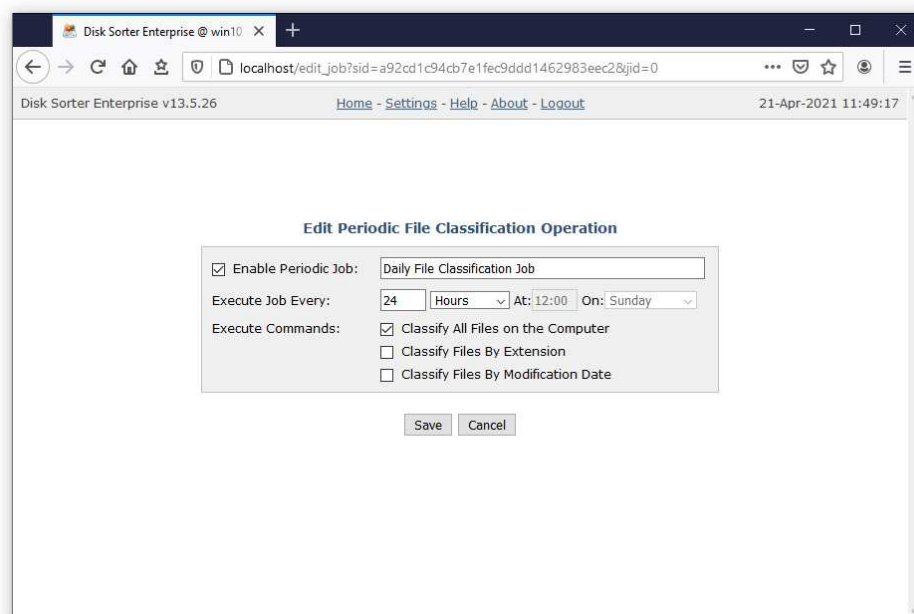 Disk Sorter Enterprise @ win10
localhost/edit_job?sid=a92cd1c94cb7e1fec9ddd1462983eec2&jid=0
Disk Sorter Enterprise v13.5.26 Home - Settings - Help - About - Logout 21-Apr-2021 11:49:17
Edit Periodic File Classification Operation
Enable Periodic Job: Daily File Classification Job
Execute Job Every: 24 Hours At: 12:00 On: Sunday
Execute Commands: Classify All Files on the Computer
Classify Files By Extension
Classify Files By Modification Date
Save Cancel